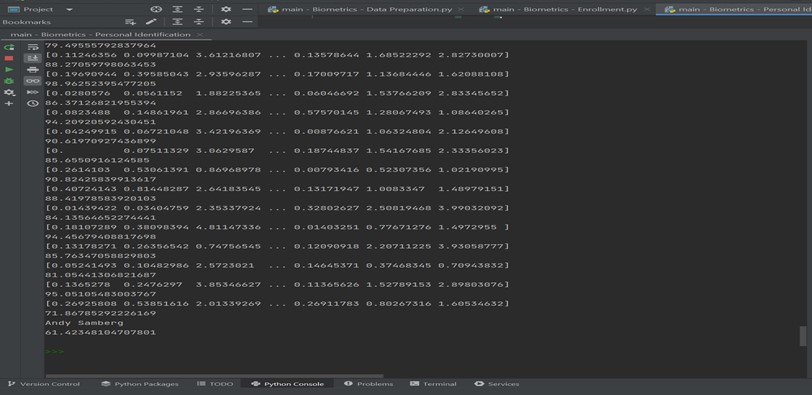 Project
main - Biometrics - Data Preparation.py
main - Biometrics - Enrollment.py
main - Biometrics - Personal Id
Bookmarks
main - Biometrics - Personal Identification
79.49555792837964
[0.11246356 0.09987104 3.61216807 ... 0.13578644 1.68522292 2.82730007]
88.27059798063453
[0.19690944 0.39585043 2.93596287 ... 0.17009717 1.13684446 1.62088108]
98.96252395477205
[0.0280576 0.0561152 1.88225365 ... 0.06046692 1.53766209 2.83345652]
86.37126821955394
[0.0823488 0.14861961 2.86696386 ... 0.57570145 1.28067493 1.08640265]
94.20920592430451
[0.04249915 0.06721048 3.42196369 ... 0.00876621 1.06324804 2.12649608]
90.61970927436899
[0. 0.07511329 3.0629587 ... 0.18744837 1.54167685 2.33356023]
85.6550916124585
[0.2614103 0.53061391 0.86968978 ... 0.00793416 0.52307356 1.02190995]
90.82425839913617
[0.40724143 0.81448287 2.64183545 ... 0.13171947 1.0083347 1.48979151]
88.41978583920103
[0.01439422 0.03404759 2.35337924 ... 0.32802627 2.50819468 3.99032092]
84.13564652274441
[0.18107289 0.38098394 4.81147336 ... 0.01403251 0.77671276 1.4972955 ]
94.45679408817698
[0.13178271 0.26356542 0.74756545 ... 0.12090918 2.20711225 3.93058777]
85.76347058829803
[0.05241493 0.10482986 2.5723021 ... 0.14645371 0.37468345 0.70943832]
81.05441306821687
[0.1365278 0.2476297 3.85346627 ... 0.11365626 1.52789153 2.89803076]
95.05105483003767
[0.26925808 0.53851616 2.01339269 ... 0.26911783 0.80267316 1.60534632]
71.86785292226169
Andy Samberg
61.42348104707801
>>>
Version Control
Python Packages
TODO
Python Console
Problems
Terminal
Services